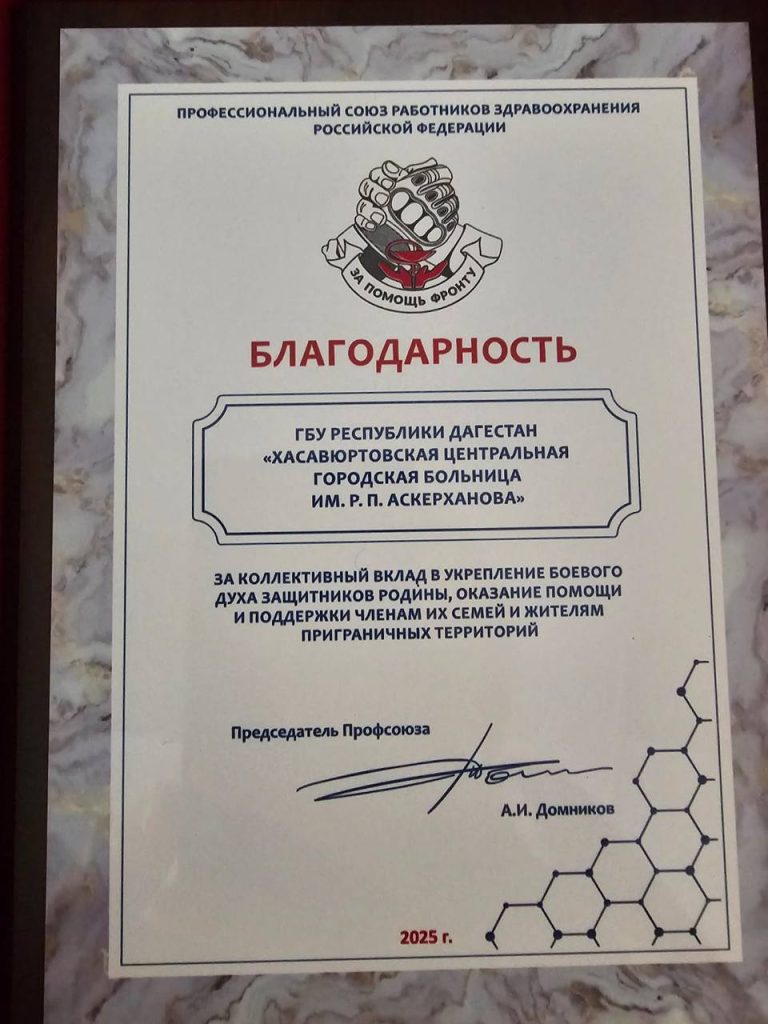 ПРОФЕССИОНАЛЬНЫЙ СОЮЗ РАБОТНИКОВ ЗДРАВООХРАНЕНИЯ
РОССИЙСКОЙ ФЕДЕРАЦИИ
ЗА ПОМОЩЬ ФРОНТУ
БЛАГОДАРНОСТЬ
ГБУ РЕСПУБЛИКИ ДАГЕСТАН
«ХАСАВЮРТОВСКАЯ ЦЕНТРАЛЬНАЯ
ГОРОДСКАЯ БОЛЬНИЦА
ИМ. Р. П. АСКЕРХАНОВА»
ЗА КОЛЛЕКТИВНЫЙ ВКЛАД В УКРЕПЛЕНИЕ БОЕВОГО
ДУХА ЗАЩИТНИКОВ РОДИНЫ, ОКАЗАНИЕ ПОМОЩИ
И ПОДДЕРЖКИ ЧЛЕНАМ ИХ СЕМЕЙ И ЖИТЕЛЯМ
ПРИГРАНИЧНЫХ ТЕРРИТОРИЙ
Председатель Профсоюза
А.И. Домников
2025 г.